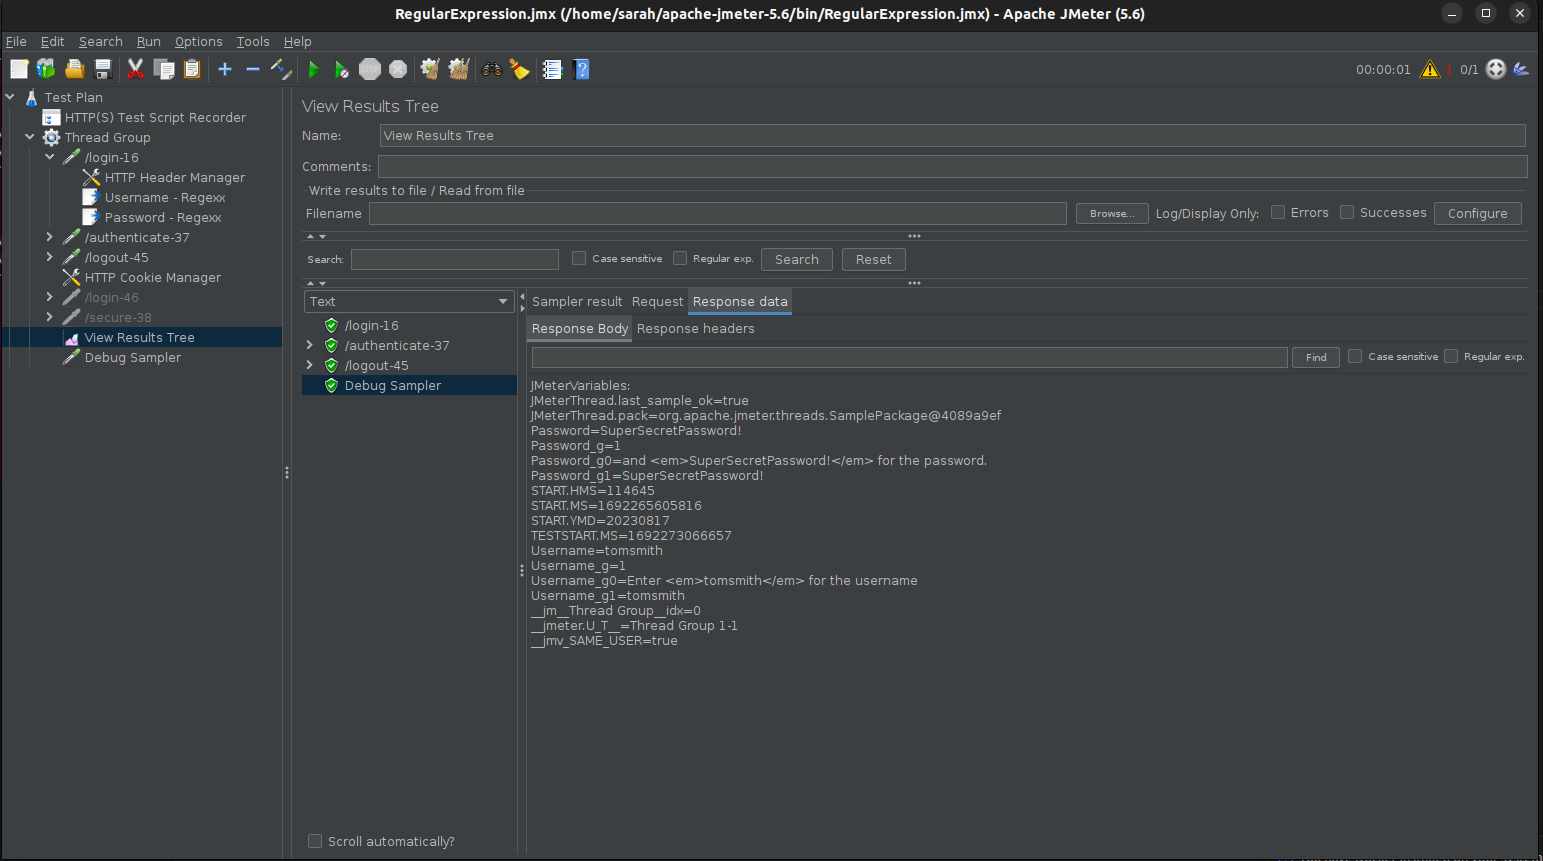 RegularExpression.jmx (/home/sarah/apache-jmeter-5.6/bin/RegularExpression.jmx) - Apache JMeter (5.6)
File Edit Search Run Options Tools Help
STOP
00:00:01 0/1
Test Plan
HTTP(S) Test Script Recorder
Thread Group
/login-16
HTTP Header Manager
Username - Regexx
Password - Regexx
/authenticate-37
/logout-45
HTTP Cookie Manager
/login-46
/secure-38
View Results Tree
Debug Sampler
View Results Tree
Name: View Results Tree
Comments:
Write results to file / Read from file
Filename Browse... Log/Display Only: Errors Successes Configure
Search: Case sensitive Regular exp. Search Reset
Text
/login-16
/authenticate-37
/logout-45
Debug Sampler
Scroll automatically?
Sampler result Request Response data
Response Body Response headers
Find Case sensitive Regular exp.
JMeterVariables:
JMeterThread.last_sample_ok=true
JMeterThread.pack=org.apache.jmeter.threads.SamplePackage@4089a9ef
Password=SuperSecretPassword!
Password_g=1
Password_g0=and <em>SuperSecretPassword!</em> for the password.
Password_g1=SuperSecretPassword!
START.HMS=114645
START.MS=1692265605816
START.YMD=20230817
TESTSTART.MS=1692273066657
Username=tomsmith
Username_g=1
Username_g0=Enter <em>tomsmith</em> for the username
Username_g1=tomsmith
__jm__Thread Group__idx=0
__jmeter.U_T__=Thread Group 1-1
__jmv_SAME_USER=true